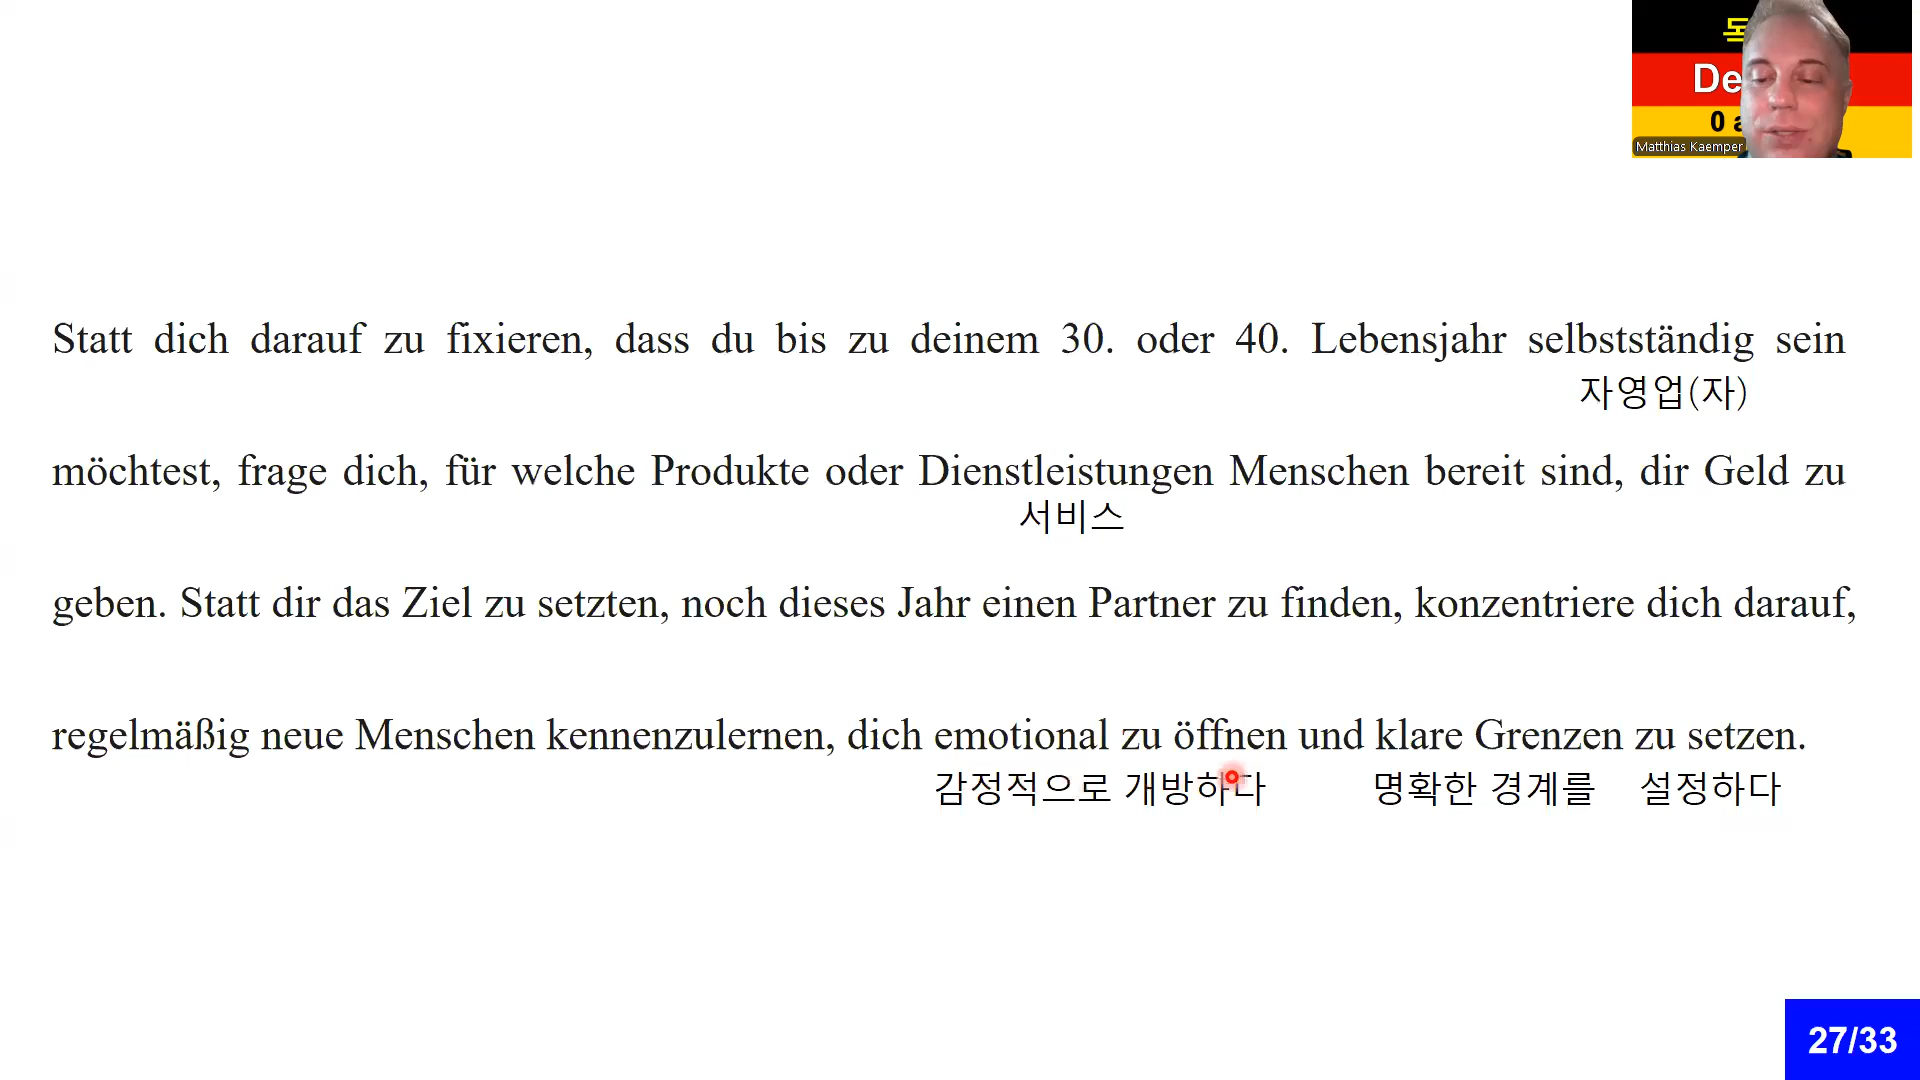 독
De
0 a
Matthias Kaemper
Statt dich darauf zu fixieren, dass du bis zu deinem 30. oder 40. Lebensjahr selbstständig sein
자영업(자)
möchtest, frage dich, für welche Produkte oder Dienstleistungen Menschen bereit sind, dir Geld zu
서비스
geben. Statt dir das Ziel zu setzten, noch dieses Jahr einen Partner zu finden, konzentriere dich darauf,
regelmäßig neue Menschen kennenzulernen, dich emotional zu öffnen und klare Grenzen zu setzen.
감정적으로 개방하다 명확한 경계를 설정하다
27/33